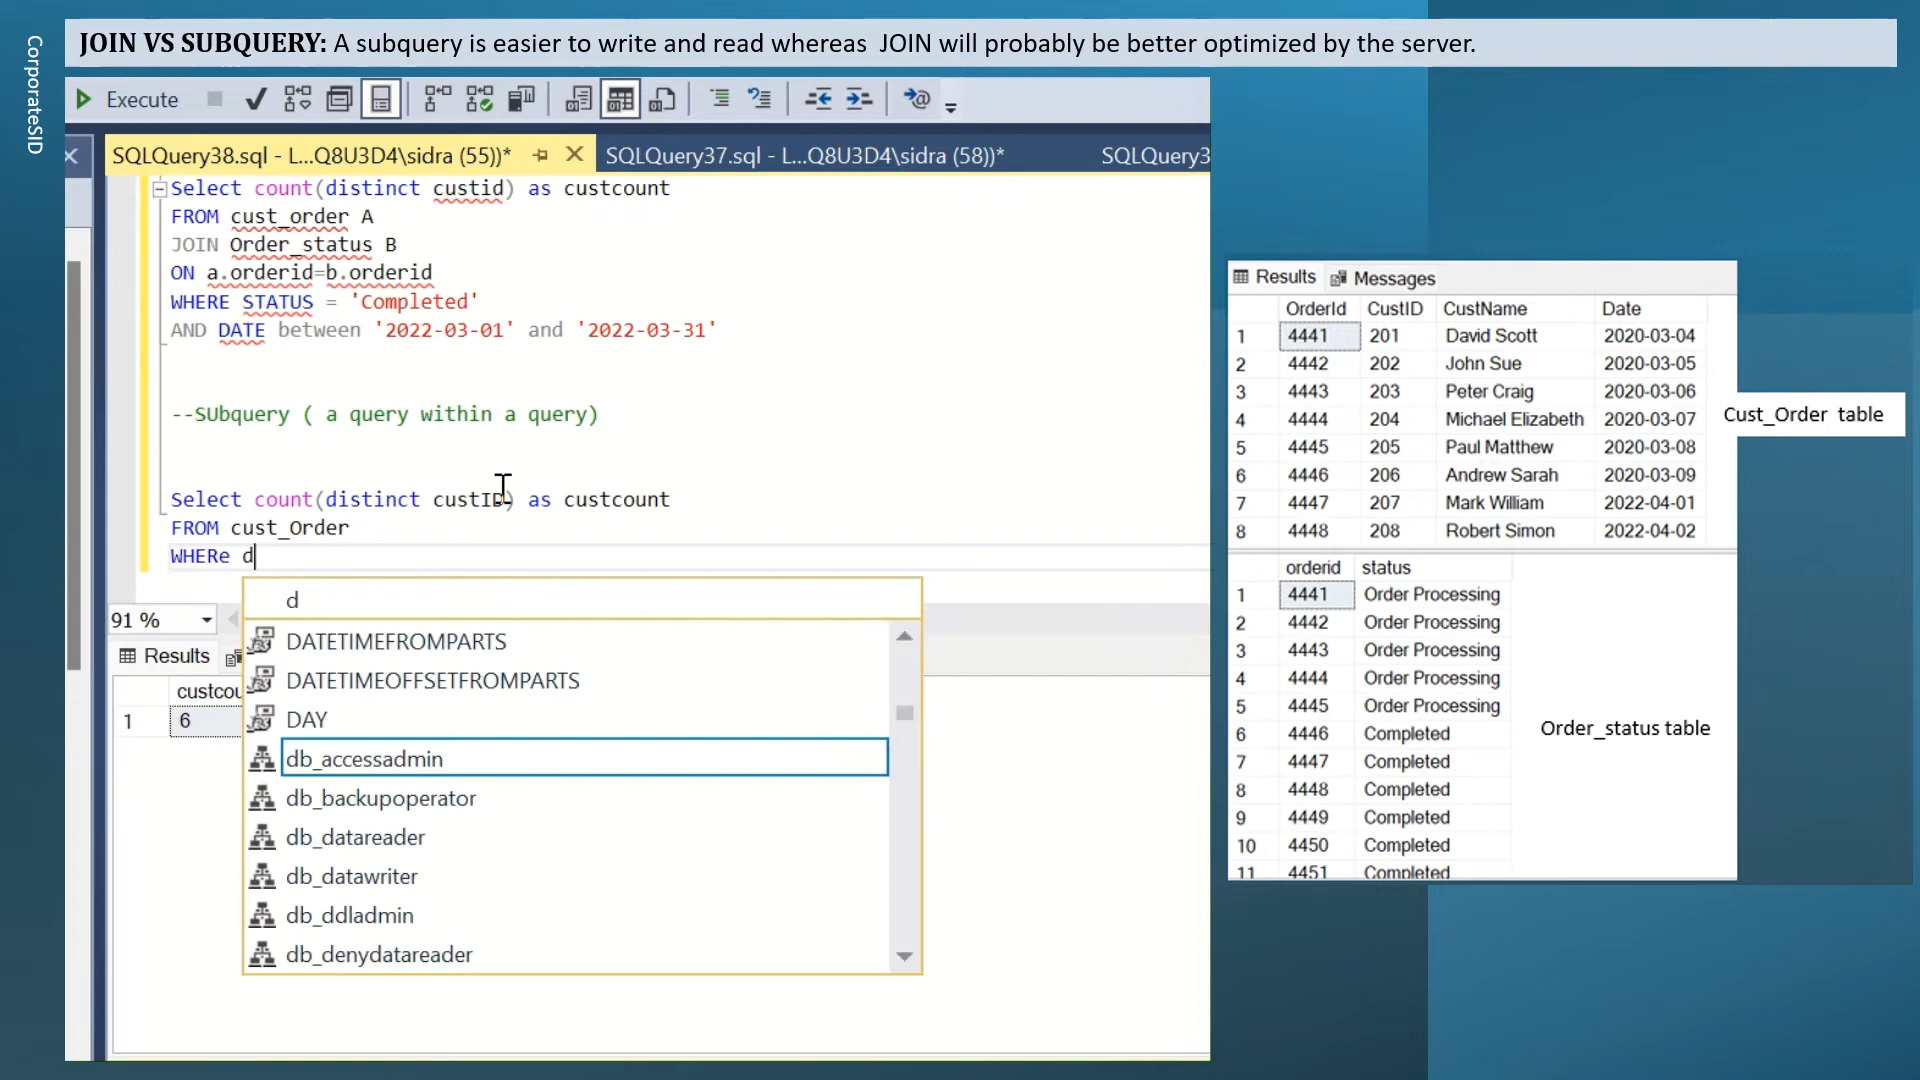 CorporateSID
JOIN VS SUBQUERY: A subquery is easier to write and read whereas JOIN will probably be better optimized by the server.
Execute
SQLQuery38.sql - L...Q8U3D4\sidra (55))*
SQLQuery37.sql - L...Q8U3D4\sidra (58))*
SQLQuery3
Select count(distinct custid) as custcount
FROM cust_order A
JOIN Order_status B
ON a.orderid=b.orderid
WHERE STATUS = 'Completed'
AND DATE between '2022-03-01' and '2022-03-31'
--SUbquery ( a query within a query)
Select count(distinct custID) as custcount
FROM cust_Order
WHERe d
d
DATETIMEFROMPARTS
DATETIMEOFFSETFROMPARTS
DAY
db_accessadmin
db_backupoperator
db_datareader
db_datawriter
db_ddladmin
db_denydatareader
91 %
Results
custcou
1 6
Results Messages
OrderId CustID CustName Date
1 4441 201 David Scott 2020-03-04
2 4442 202 John Sue 2020-03-05
3 4443 203 Peter Craig 2020-03-06
4 4444 204 Michael Elizabeth 2020-03-07
5 4445 205 Paul Matthew 2020-03-08
6 4446 206 Andrew Sarah 2020-03-09
7 4447 207 Mark William 2022-04-01
8 4448 208 Robert Simon 2022-04-02
Cust_Order table
orderid status
1 4441 Order Processing
2 4442 Order Processing
3 4443 Order Processing
4 4444 Order Processing
5 4445 Order Processing
6 4446 Completed
7 4447 Completed
8 4448 Completed
9 4449 Completed
10 4450 Completed
11 4451 Completed
Order_status table